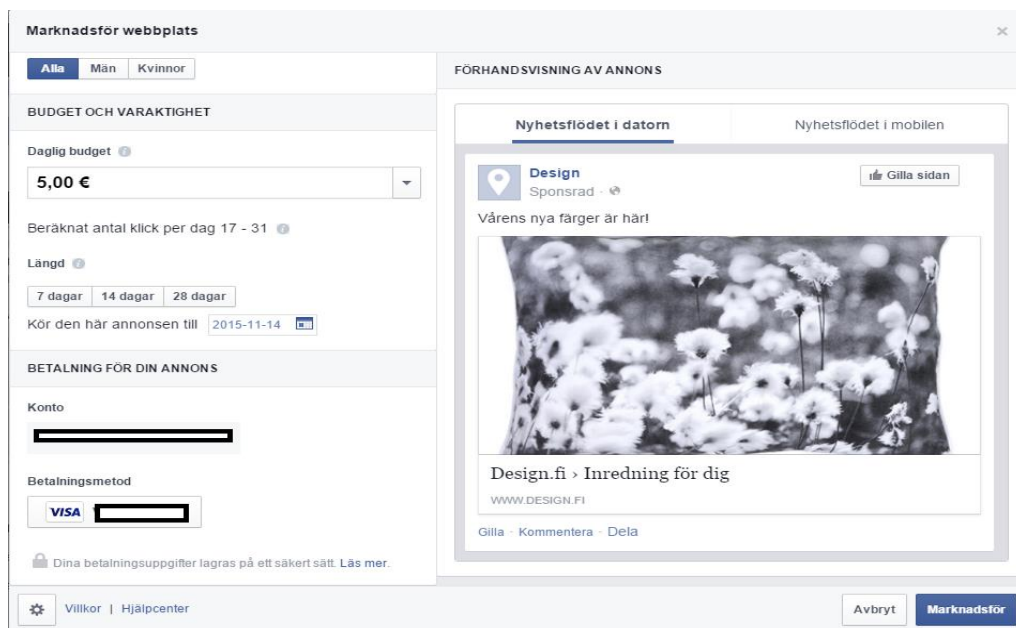 Marknadsför webbplats
Alla Män Kvinnor
BUDGET OCH VARAKTIGHET
Daglig budget
5,00 €
Beräknat antal klick per dag 17 - 31
Längd
7 dagar 14 dagar 28 dagar
Kör den här annonsen till 2015-11-14
BETALNING FÖR DIN ANNONS
Konto
Betalningsmetod
VISA
Dina betalningsuppgifter lagras på ett säkert sätt. Läs mer.
Villkor | Hjälpcenter
FÖRHANDSVISNING AV ANNONS
Nyhetsflödet i datorn Nyhetsflödet i mobilen
Design
Sponsrad ·
Gilla sidan
Vårens nya färger är här!
Design.fi › Inredning för dig
WWW.DESIGN.FI
Gilla · Kommentera · Dela
Avbryt Marknadsför